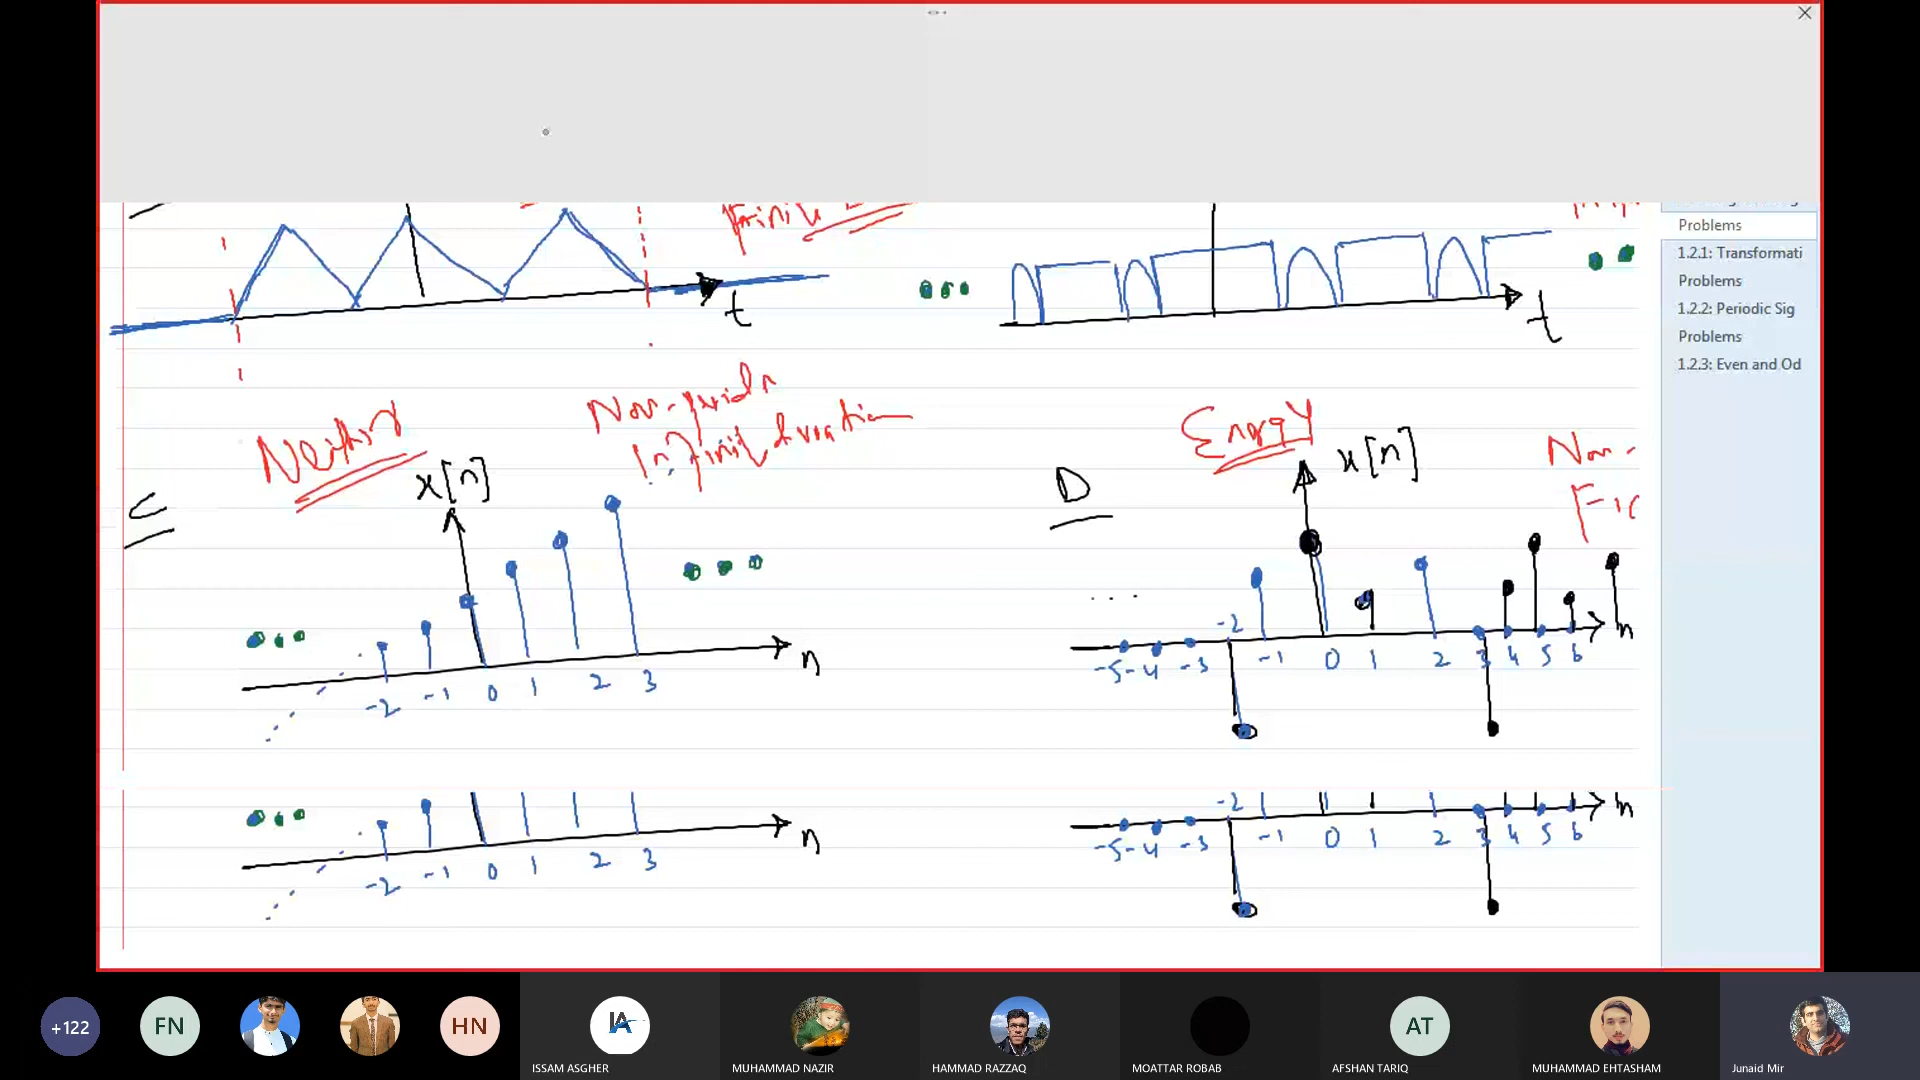 Problems
1.2.1: Transformati
Problems
1.2.2: Periodic Sig
Problems
1.2.3: Even and Od
t
t
Non-
Infinit duration
Energy
Non-
x[n]
x[n]
C
D
-2 -1 0 1 2 3
n
-5 -4 -3 -2 -1 0 1 2 3 4 5 6
n
-2 -1 0 1 2 3
n
-5 -4 -3 -2 -1 0 1 2 3 4 5 6
n
+122
FN
HN
IA
AT
ISSAM ASGHER
MUHAMMAD NAZIR
HAMMAD RAZZAQ
MOATTAR ROBAB
AFSHAN TARIQ
MUHAMMAD EHTASHAM
Junaid Mir